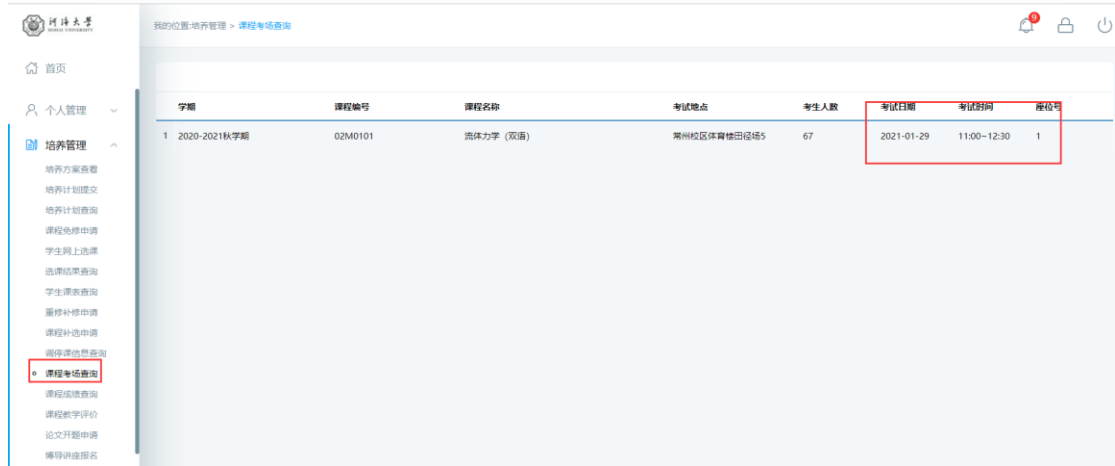 河海大学
HOHAI UNIVERSITY
我的位置:培养管理 > 课程考场查询
9
首页
个人管理
培养管理
培养方案查看
培养计划提交
培养计划查询
课程免修申请
学生网上选课
选课结果查询
学生课表查询
重修补修申请
课程补选申请
调停课信息查询
课程考场查询
课程成绩查询
课程教学评价
论文开题申请
博导讲座报名
学期 课程编号 课程名称 考试地点 考生人数 考试日期 考试时间 座位号
1 2020-2021秋学期 02M0101 流体力学（双语） 常州校区体育楼田径场5 67 2021-01-29 11:00~12:30 1